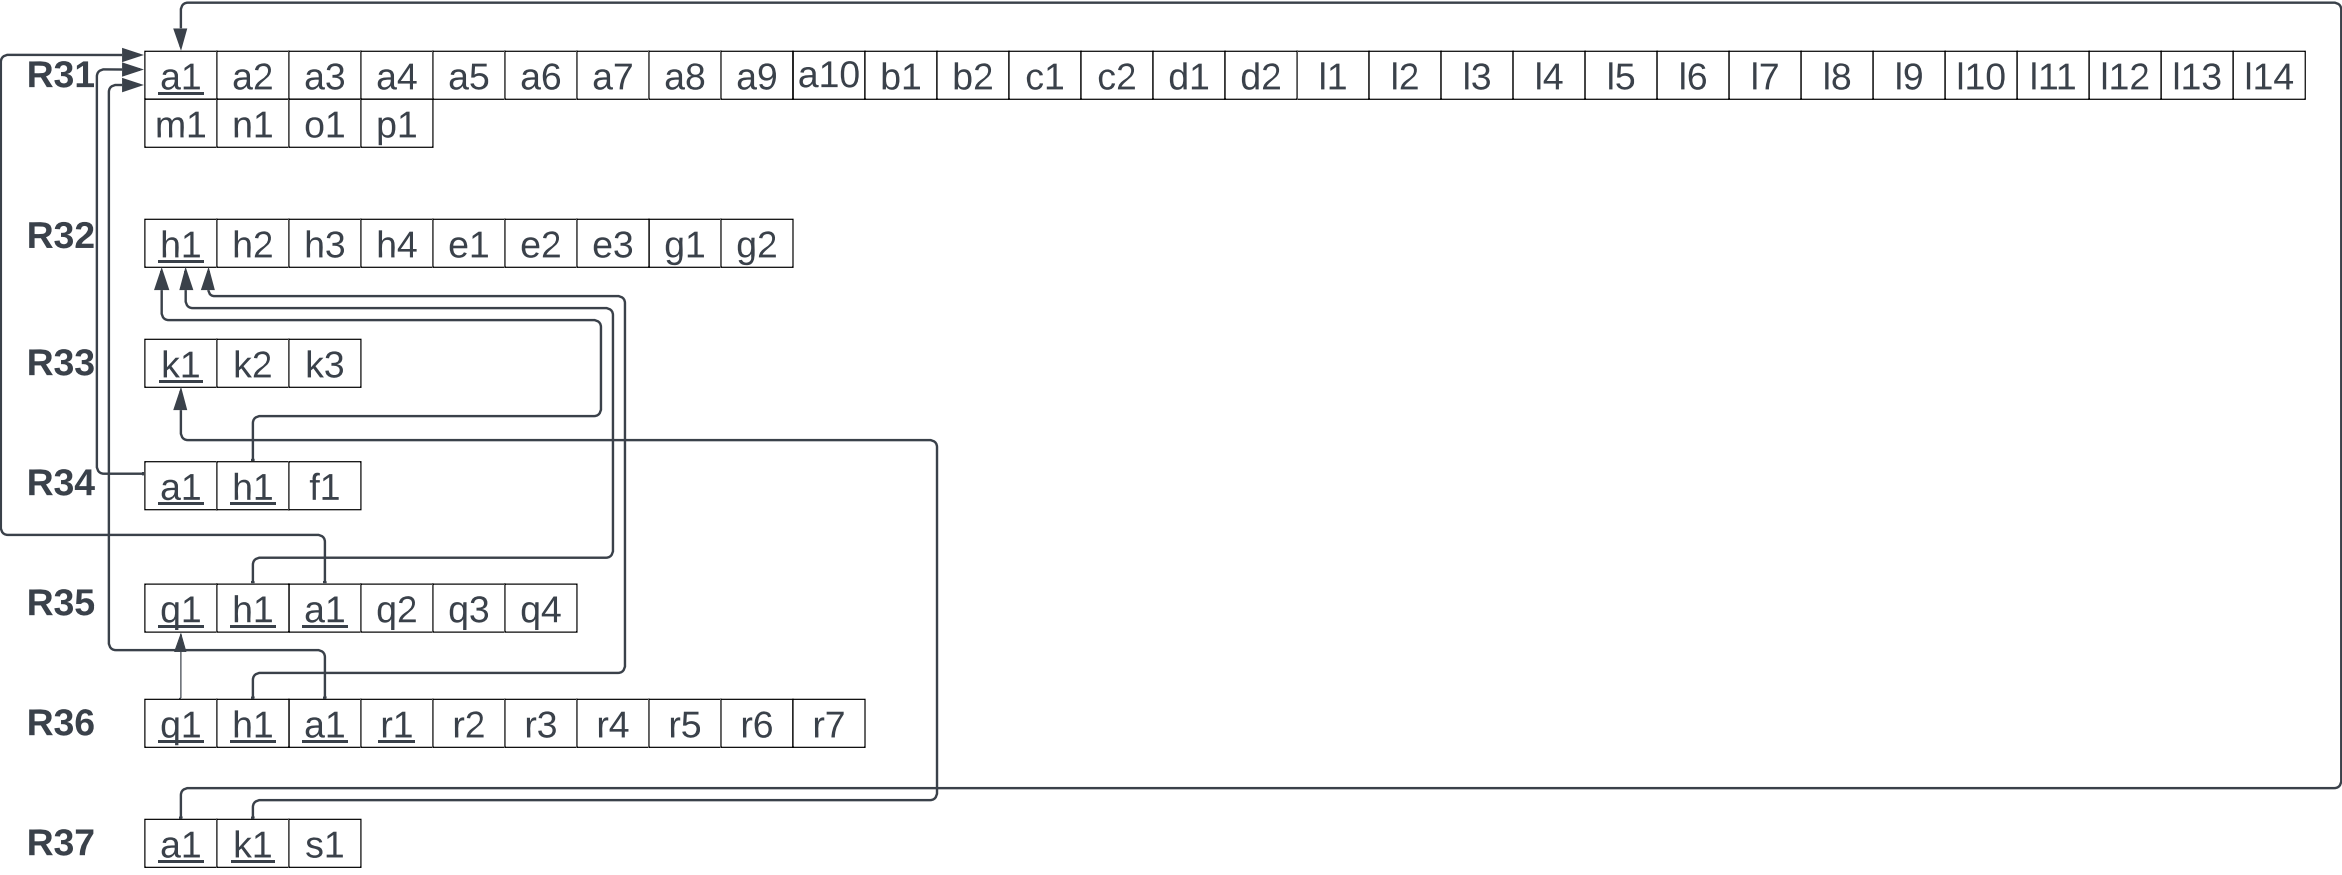 R31 a1 a2 a3 a4 a5 a6 a7 a8 a9 a10 b1 b2 c1 c2 d1 d2 l1 l2 l3 l4 l5 l6 l7 l8 l9 l10 l11 l12 l13 l14
m1 n1 o1 p1
R32 h1 h2 h3 h4 e1 e2 e3 g1 g2
R33 k1 k2 k3
R34 a1 h1 f1
R35 q1 h1 a1 q2 q3 q4
R36 q1 h1 a1 r1 r2 r3 r4 r5 r6 r7
R37 a1 k1 s1